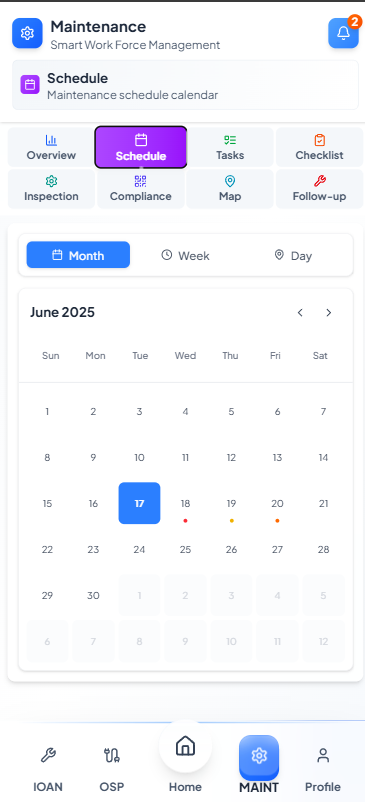 Maintenance
Smart Work Force Management
2
Schedule
Maintenance schedule calendar
Overview Schedule Tasks Checklist
Inspection Compliance Map Follow-up
Month Week Day
June 2025
Sun Mon Tue Wed Thu Fri Sat
1 2 3 4 5 6 7
8 9 10 11 12 13 14
15 16 17 18 19 20 21
22 23 24 25 26 27 28
29 30 1 2 3 4 5
6 7 8 9 10 11 12
IOAN OSP Home MAINT Profile